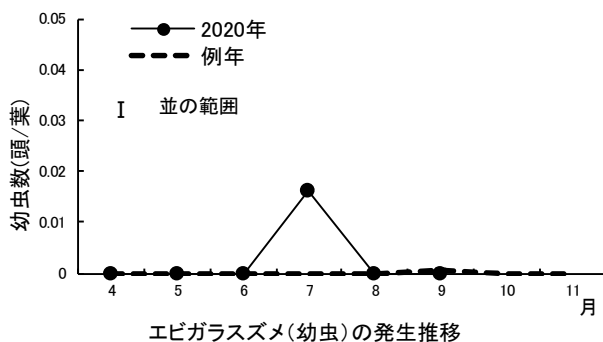 0.05
0.04
0.03
0.02
0.01
0
幼虫数(頭/葉)
2020年
例年
並の範囲
4 5 6 7 8 9 10 11
月
エビガラスズメ(幼虫)の発生推移